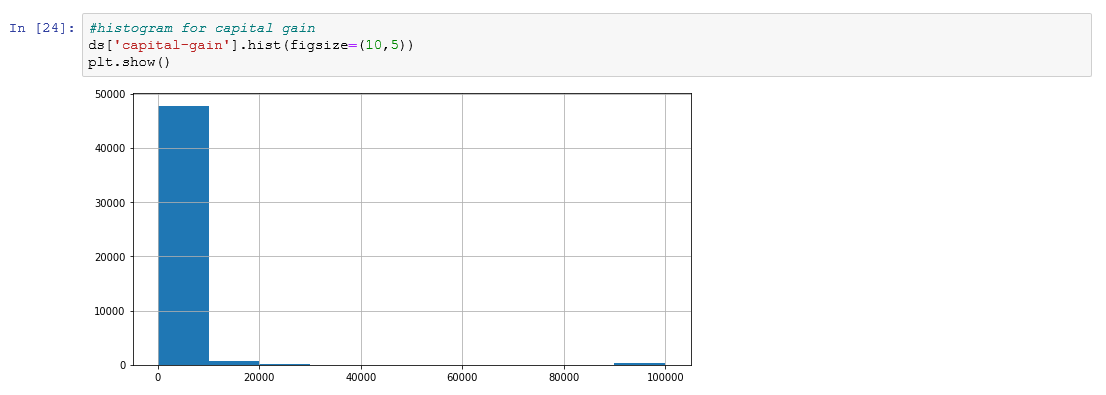 In [24]: #histogram for capital gain
ds['capital-gain'].hist(figsize=(10,5))
plt.show()
50000
40000
30000
20000
10000
0
0 20000 40000 60000 80000 100000